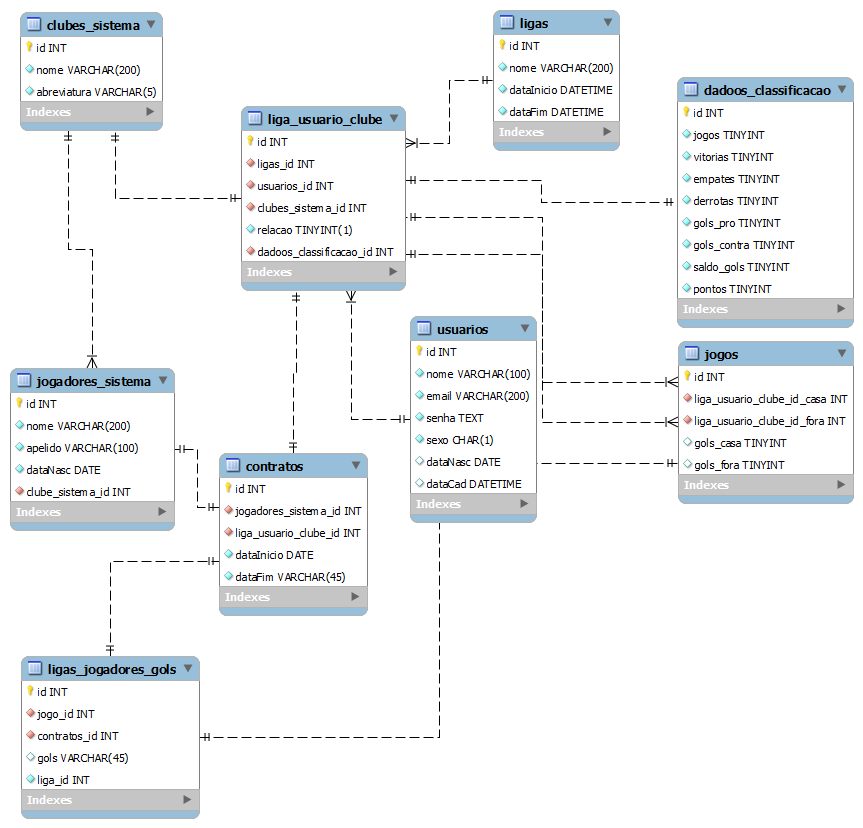 clubes_sistema
id INT
nome VARCHAR(200)
abreviatura VARCHAR(5)
Indexes
ligas
id INT
nome VARCHAR(200)
dataInicio DATETIME
dataFim DATETIME
Indexes
dadoos_classificacao
id INT
jogos TINYINT
vitorias TINYINT
empates TINYINT
derrotas TINYINT
gols_pro TINYINT
gols_contra TINYINT
saldo_gols TINYINT
pontos TINYINT
Indexes
liga_usuario_clube
id INT
ligas_id INT
usuarios_id INT
clubes_sistema_id INT
relacao TINYINT(1)
dadoos_classificacao_id INT
Indexes
usuarios
id INT
nome VARCHAR(100)
email VARCHAR(200)
senha TEXT
sexo CHAR(1)
dataNasc DATE
dataCad DATETIME
Indexes
jogos
id INT
liga_usuario_clube_id_casa INT
liga_usuario_clube_id_fora INT
gols_casa TINYINT
gols_fora TINYINT
Indexes
jogadores_sistema
id INT
nome VARCHAR(200)
apelido VARCHAR(100)
dataNasc DATE
clube_sistema_id INT
Indexes
contratos
id INT
jogadores_sistema_id INT
liga_usuario_clube_id INT
dataInicio DATE
dataFim VARCHAR(45)
Indexes
ligas_jogadores_gols
id INT
jogo_id INT
contratos_id INT
gols VARCHAR(45)
liga_id INT
Indexes